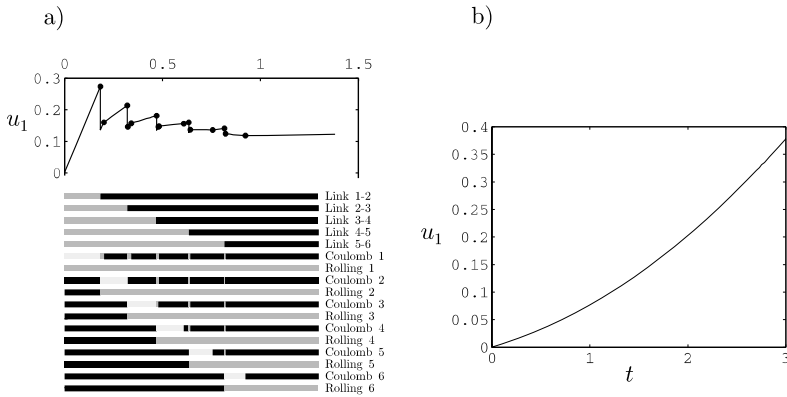 a)
0 0.5 1 1.5
0.3
0.2
u1
0.1
0
Link 1-2
Link 2-3
Link 3-4
Link 4-5
Link 5-6
Coulomb 1
Rolling 1
Coulomb 2
Rolling 2
Coulomb 3
Rolling 3
Coulomb 4
Rolling 4
Coulomb 5
Rolling 5
Coulomb 6
Rolling 6
b)
0.4
0.35
0.3
0.25
0.2
u1
0.15
0.1
0.05
0
0 1 2 3
t